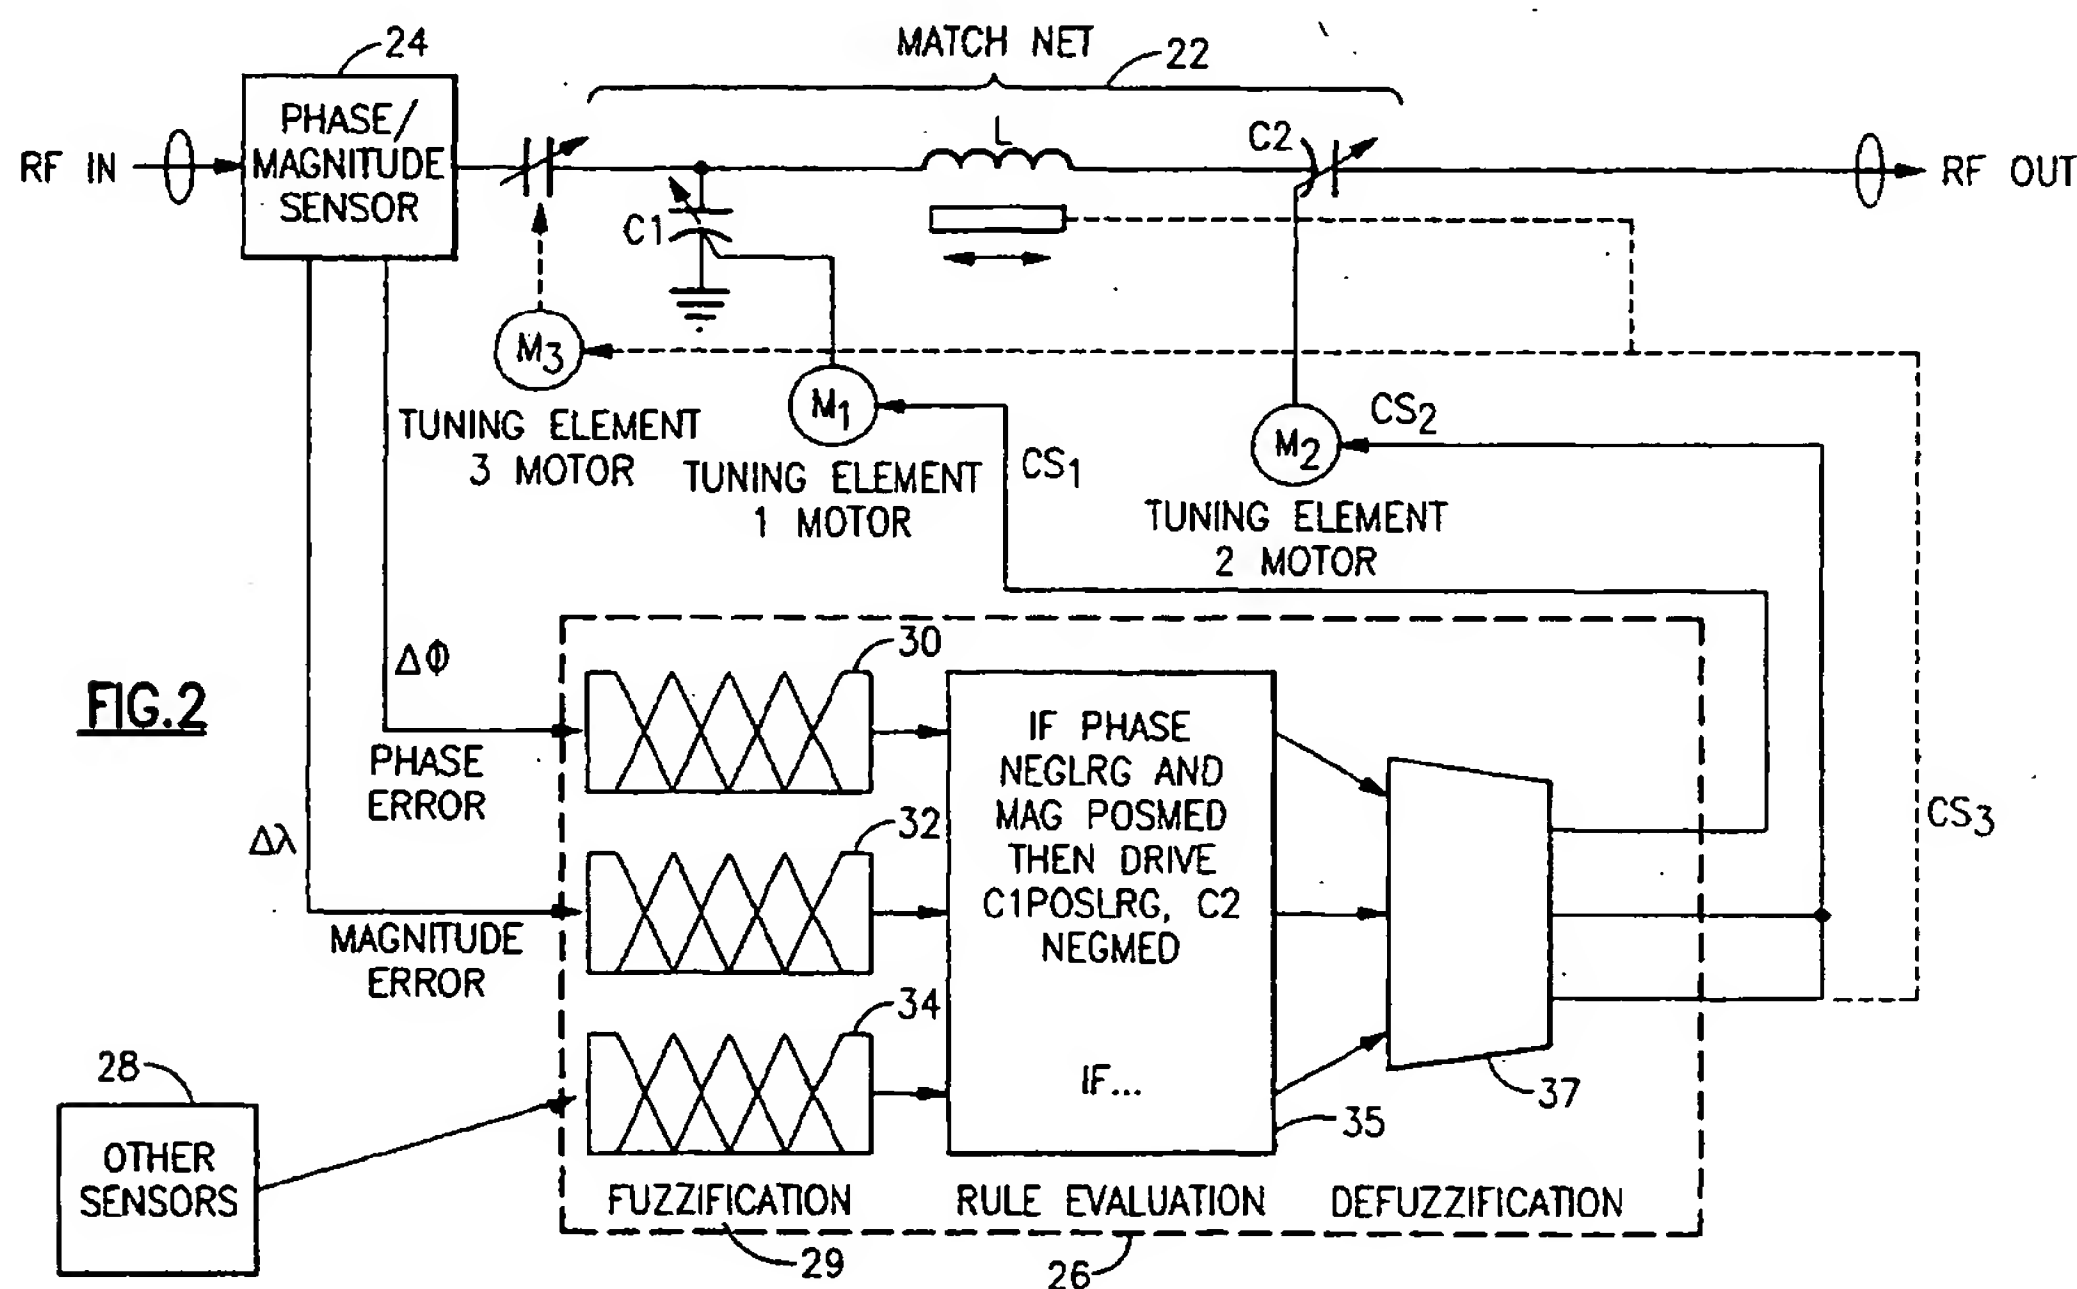 24
MATCH NET
22
PHASE/
MAGNITUDE
SENSOR
RF IN
L
C2
RF OUT
C1
M3
M1
CS2
TUNING ELEMENT
3 MOTOR
M2
CS1
TUNING ELEMENT
1 MOTOR
TUNING ELEMENT
2 MOTOR
30
ΔΦ
FIG.2
IF PHASE
NEGLRG AND
MAG POSMED
THEN DRIVE
C1POSLRG, C2
NEGMED
PHASE
ERROR
32
Δλ
CS3
MAGNITUDE
ERROR
34
28
IF...
37
35
OTHER
SENSORS
FUZZIFICATION
RULE EVALUATION
DEFUZZIFICATION
29
26